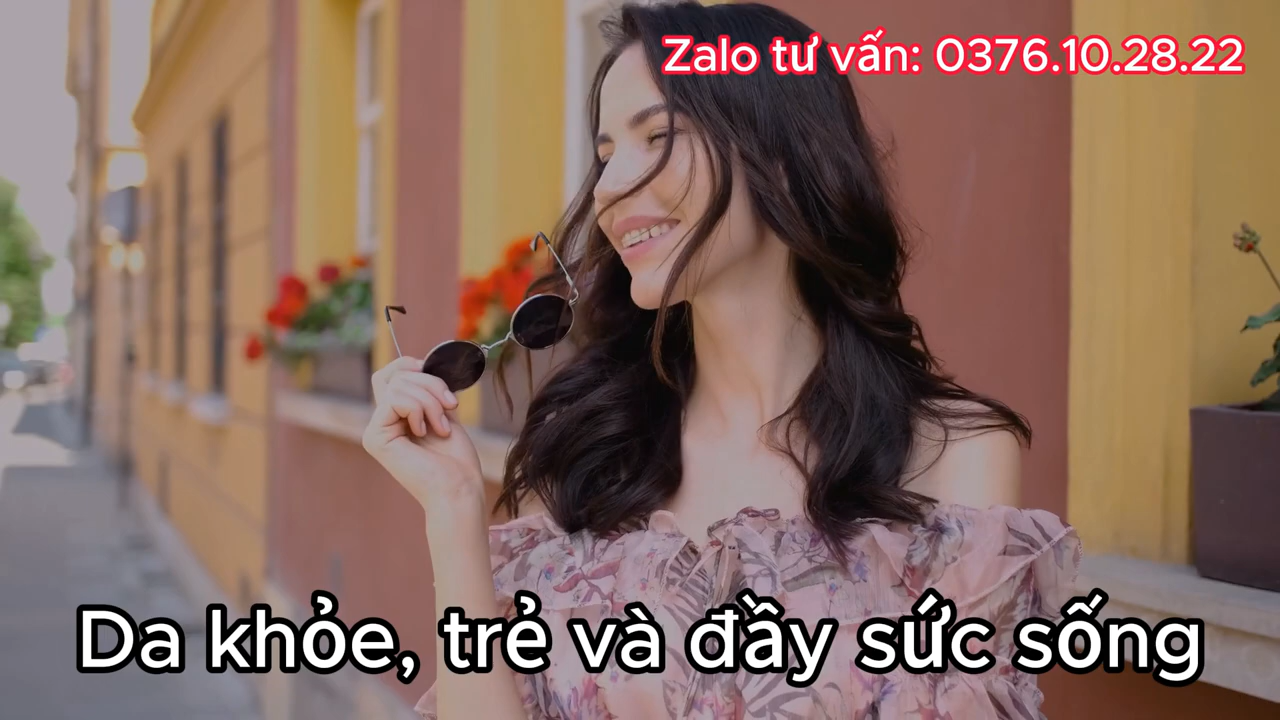 Zalo tư vấn: 0376.10.28.22
Da khỏe, trẻ và đầy sức sống